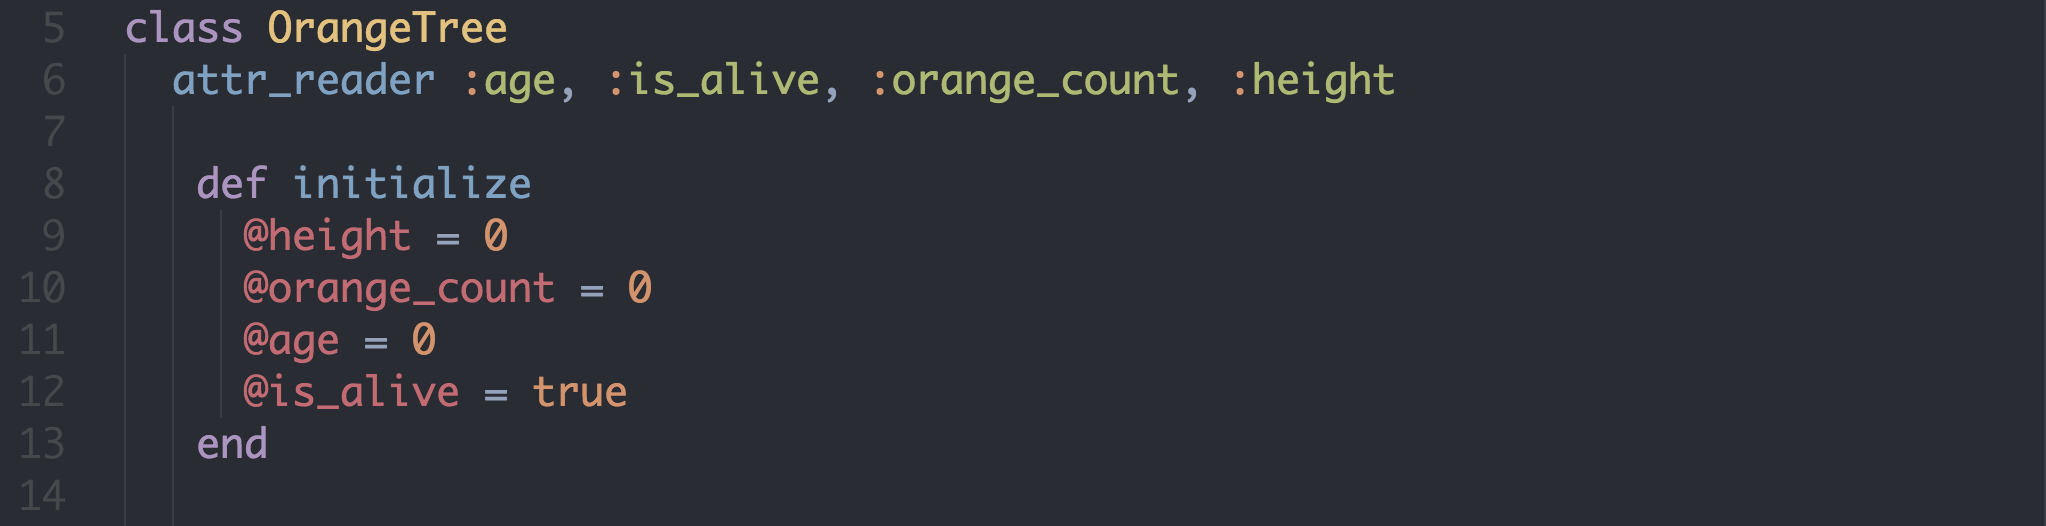 5 class OrangeTree
6 attr_reader :age, :is_alive, :orange_count, :height
7
8 def initialize
9 @height = 0
10 @orange_count = 0
11 @age = 0
12 @is_alive = true
13 end
14